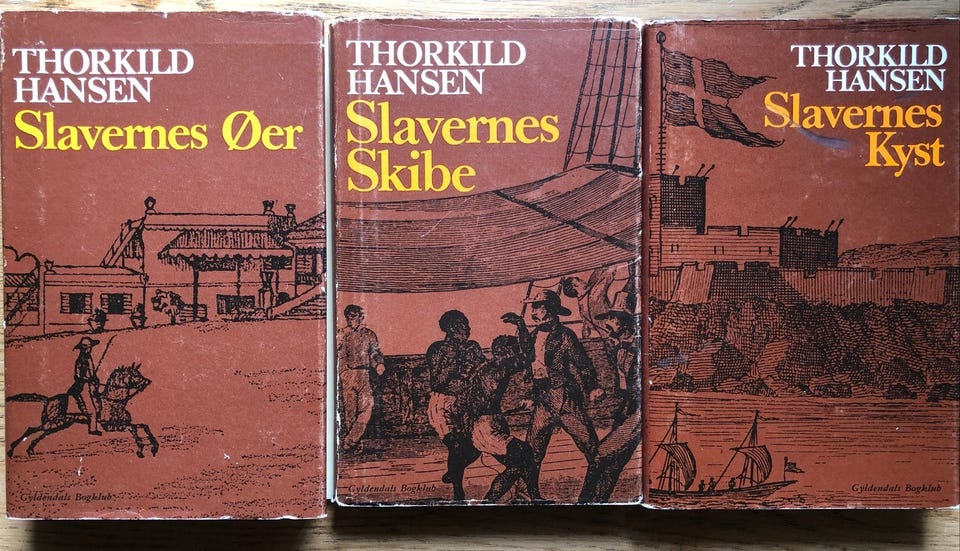 THORKILD
HANSEN
Slavernes Øer
Gyldendals Bogklub
THORKILD
HANSEN
Slavernes
Skibe
Gyldendals Bogklub
THORKILD
HANSEN
Slavernes
Kyst
Gyldendals Bogklub